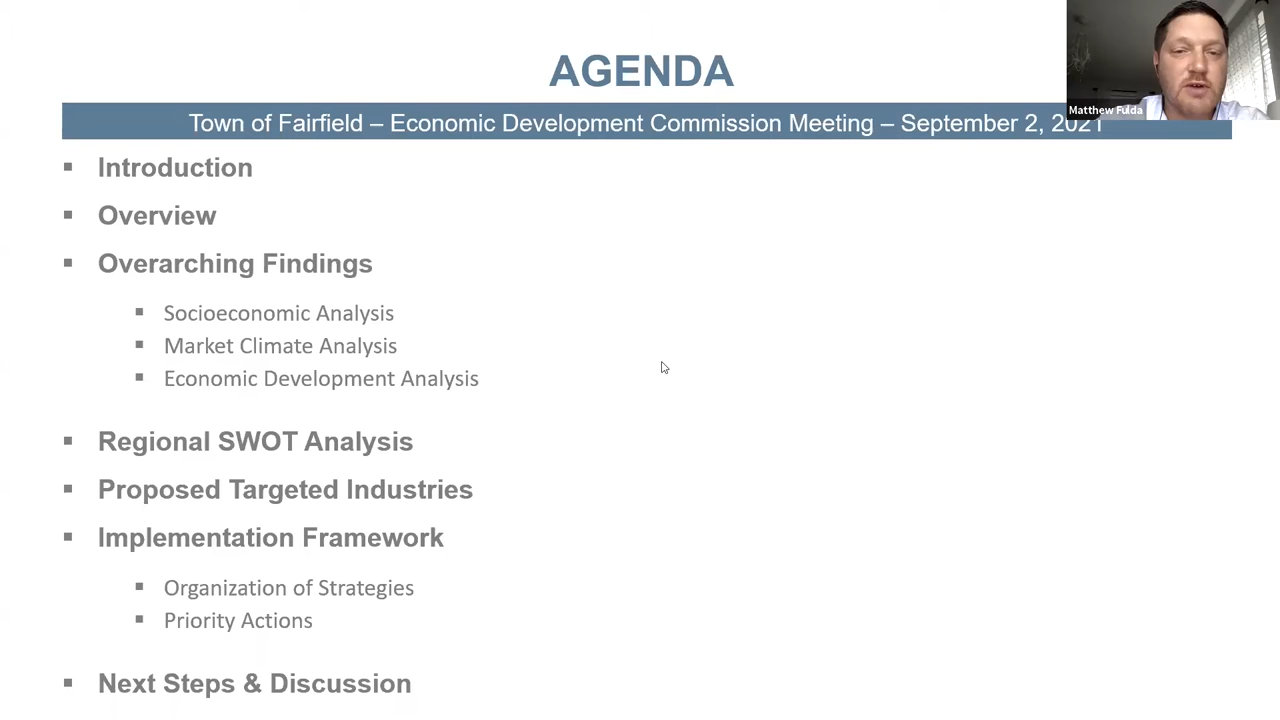 AGENDA
Matthew Fulda
Town of Fairfield – Economic Development Commission Meeting – September 2, 2021
Introduction
Overview
Overarching Findings
Socioeconomic Analysis
Market Climate Analysis
Economic Development Analysis
Regional SWOT Analysis
Proposed Targeted Industries
Implementation Framework
Organization of Strategies
Priority Actions
Next Steps & Discussion